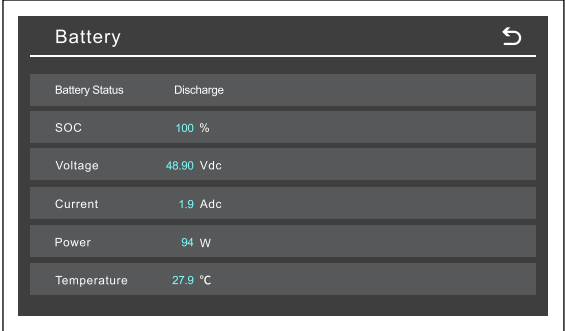 Battery
Battery Status Discharge
SOC 100 %
Voltage 48.90 Vdc
Current 1.9 Adc
Power 94 W
Temperature 27.9 ℃